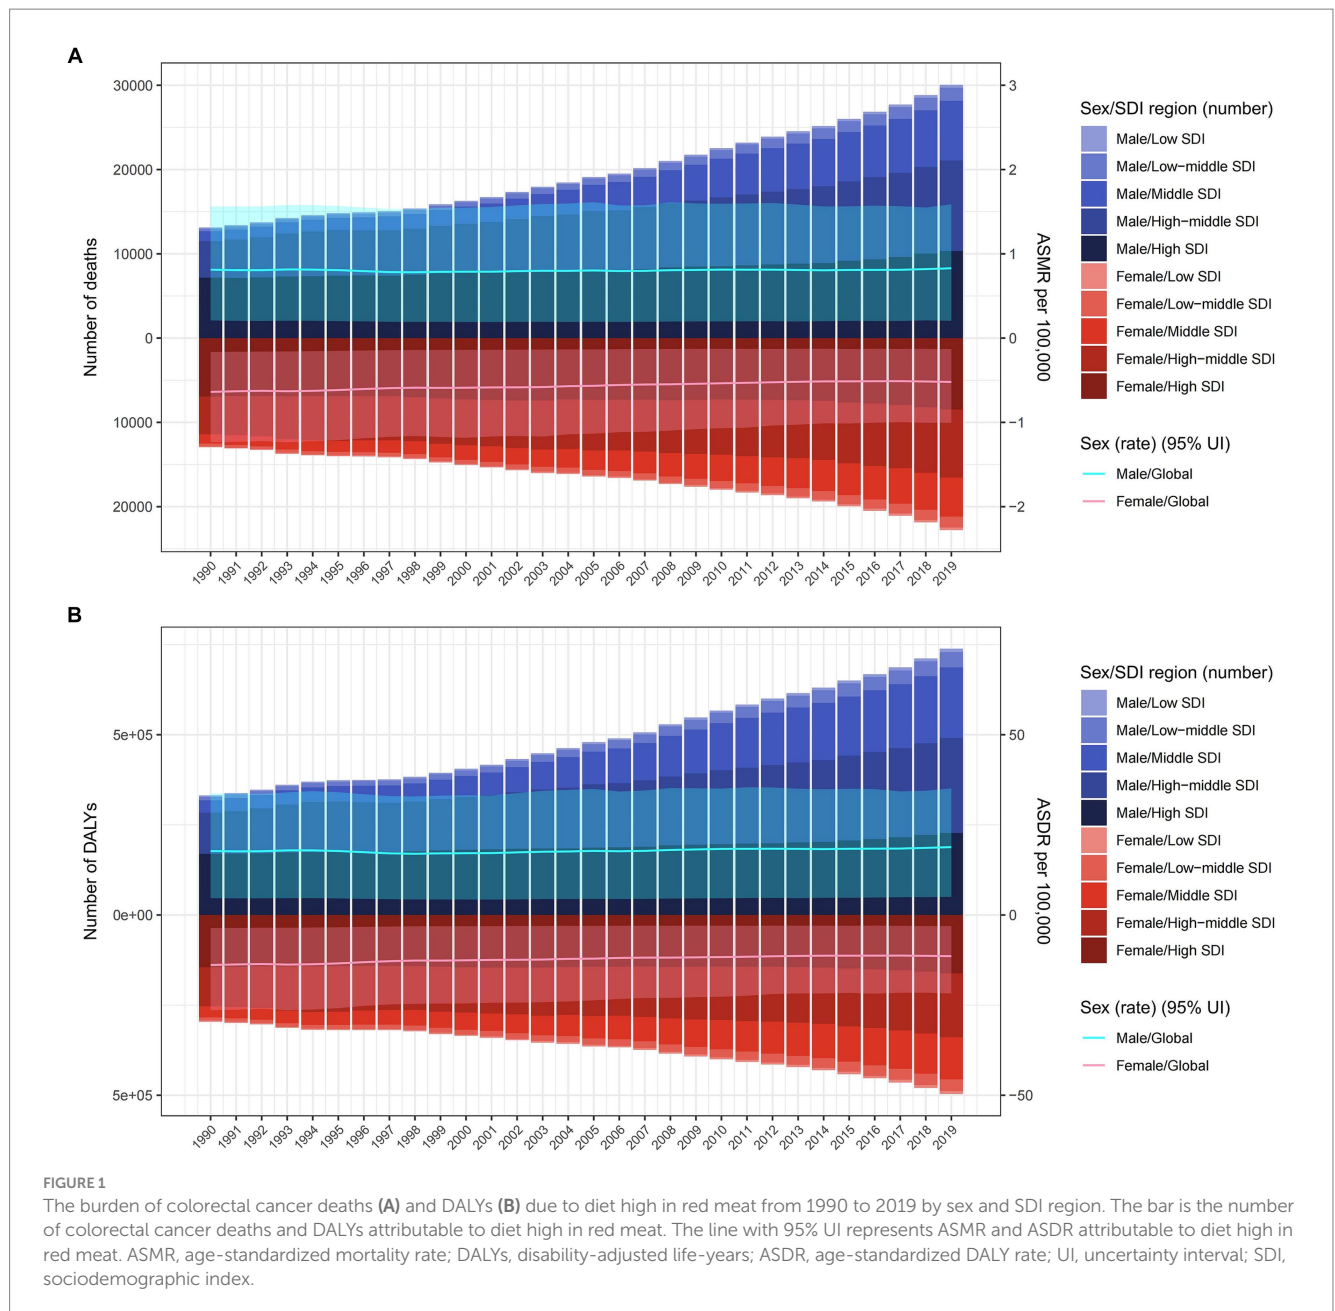 A
30000
20000
10000
0
10000
20000
Number of deaths
3
2
1
0
−1
−2
ASMR per 100,000
1990 1991 1992 1993 1994 1995 1996 1997 1998 1999 2000 2001 2002 2003 2004 2005 2006 2007 2008 2009 2010 2011 2012 2013 2014 2015 2016 2017 2018 2019
Sex/SDI region (number)
Male/Low SDI
Male/Low−middle SDI
Male/Middle SDI
Male/High−middle SDI
Male/High SDI
Female/Low SDI
Female/Low−middle SDI
Female/Middle SDI
Female/High−middle SDI
Female/High SDI
Sex (rate) (95% UI)
Male/Global
Female/Global
B
5e+05
0e+00
5e+05
Number of DALYs
50
0
−50
ASDR per 100,000
1990 1991 1992 1993 1994 1995 1996 1997 1998 1999 2000 2001 2002 2003 2004 2005 2006 2007 2008 2009 2010 2011 2012 2013 2014 2015 2016 2017 2018 2019
Sex/SDI region (number)
Male/Low SDI
Male/Low−middle SDI
Male/Middle SDI
Male/High−middle SDI
Male/High SDI
Female/Low SDI
Female/Low−middle SDI
Female/Middle SDI
Female/High−middle SDI
Female/High SDI
Sex (rate) (95% UI)
Male/Global
Female/Global
FIGURE 1
The burden of colorectal cancer deaths (A) and DALYs (B) due to diet high in red meat from 1990 to 2019 by sex and SDI region. The bar is the number
of colorectal cancer deaths and DALYs attributable to diet high in red meat. The line with 95% UI represents ASMR and ASDR attributable to diet high in
red meat. ASMR, age-standardized mortality rate; DALYs, disability-adjusted life-years; ASDR, age-standardized DALY rate; UI, uncertainty interval; SDI,
sociodemographic index.